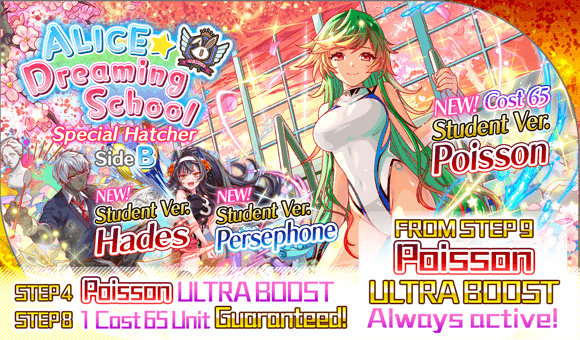 ALICE★
Dreaming
School
Special Hatcher
Side B
NEW! Cost 65
Student Ver.
Poisson
NEW!
Student Ver.
Hades
NEW!
Student Ver.
Persephone
STEP 4 Poisson ULTRA BOOST
STEP 8 1 Cost 65 Unit Guaranteed!
FROM STEP 9
Poisson
ULTRA BOOST
Always active!